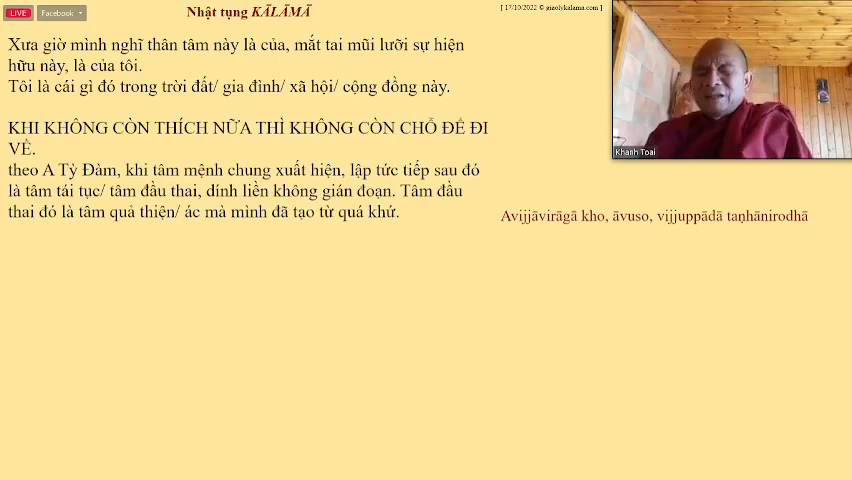 LIVE Facebook
Nhật tụng KĀLĀMĀ
[ 17/10/2022 © giaolykalama.com ]
Xưa giờ mình nghĩ thân tâm này là của, mắt tai mũi lưỡi sự hiện
hữu này, là của tôi.
Tôi là cái gì đó trong trời đất/ gia đình/ xã hội/ cộng đồng này.
KHI KHÔNG CÒN THÍCH NỮA THÌ KHÔNG CÒN CHỖ ĐỂ ĐI
VỀ.
theo A Tỳ Đàm, khi tâm mệnh chung xuất hiện, lập tức tiếp sau đó
là tâm tái tục/ tâm đầu thai, dính liền không gián đoạn. Tâm đầu
thai đó là tâm quả thiện/ ác mà mình đã tạo từ quá khứ.
Khanh Toai
Avijjāvirāgā kho, āvuso, vijjuppādā taṇhānirodhā